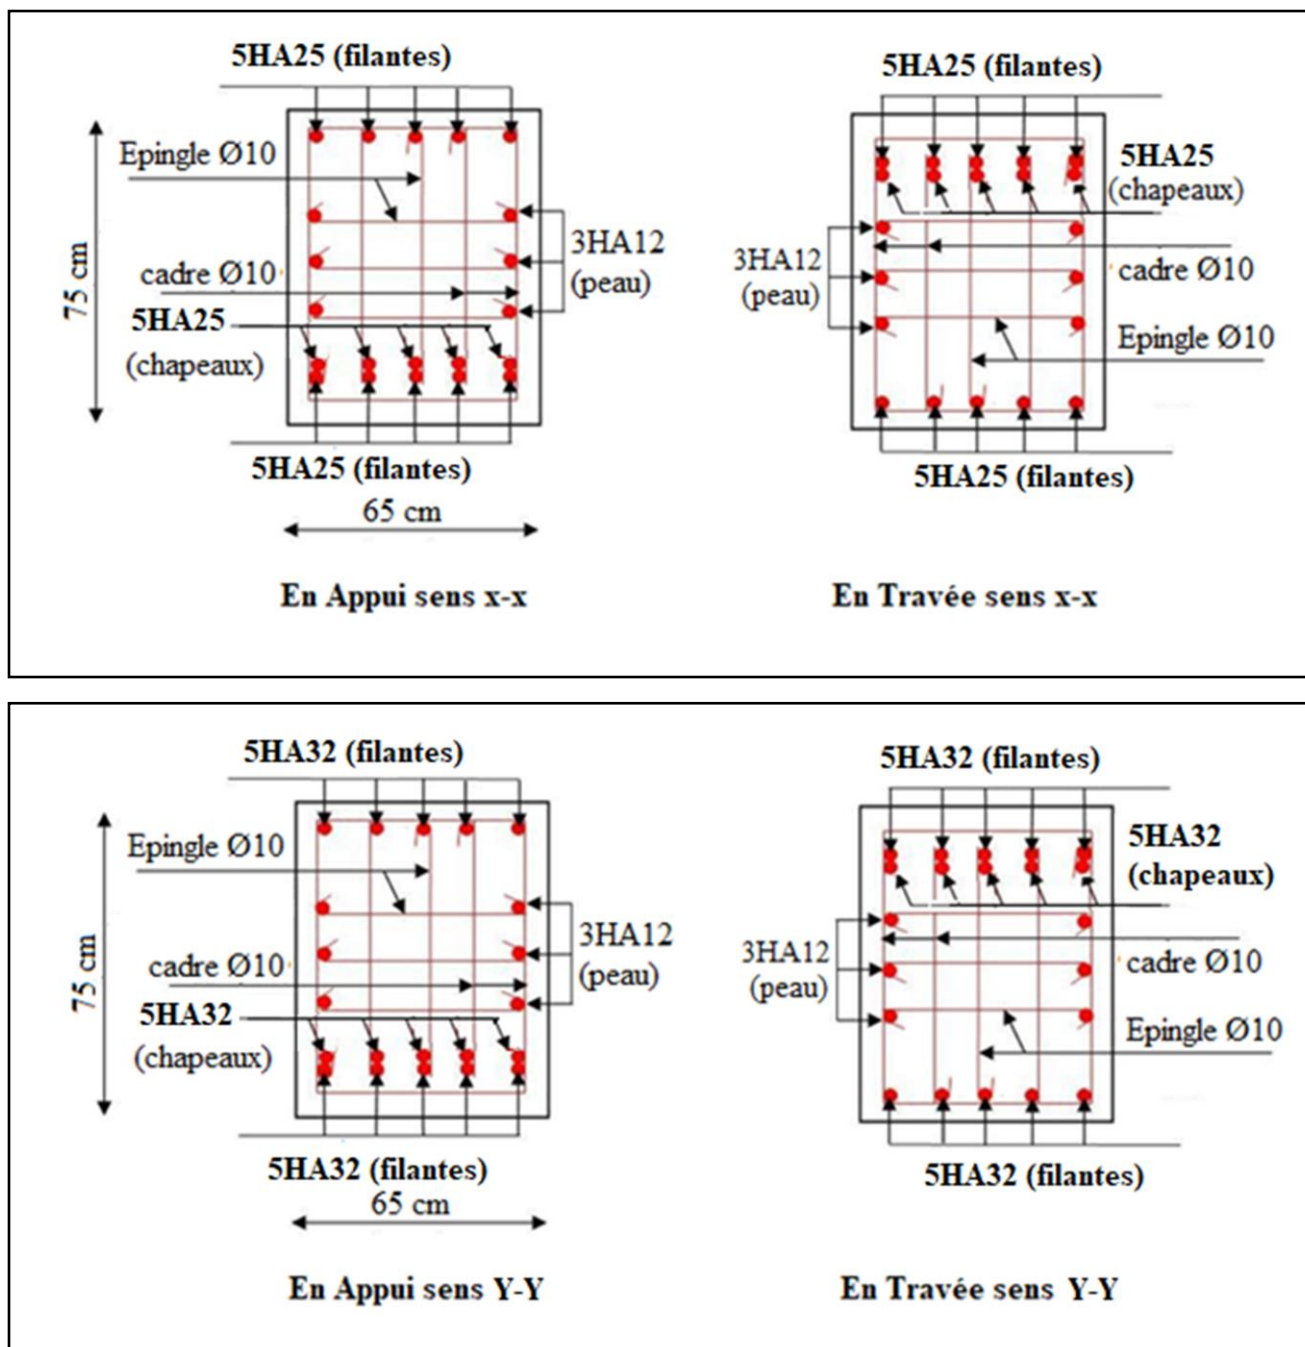 5HA25 (filantes)
Epingle Ø10
75 cm
3HA12
(peau)
cadre Ø10
5HA25
(chapeaux)
5HA25 (filantes)
65 cm
En Appui sens x-x
5HA25 (filantes)
5HA25
(chapeaux)
3HA12
(peau)
cadre Ø10
Epingle Ø10
5HA25 (filantes)
En Travée sens x-x
5HA32 (filantes)
Epingle Ø10
75 cm
3HA12
(peau)
cadre Ø10
5HA32
(chapeaux)
5HA32 (filantes)
65 cm
En Appui sens Y-Y
5HA32 (filantes)
5HA32
(chapeaux)
3HA12
(peau)
cadre Ø10
Epingle Ø10
5HA32 (filantes)
En Travée sens Y-Y